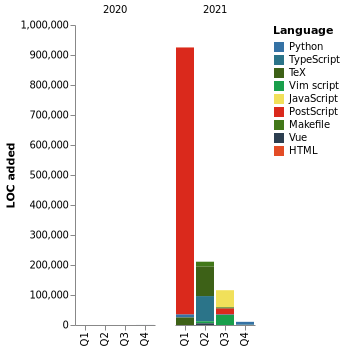 2020
2021
LOC added
1,000,000
900,000
800,000
700,000
600,000
500,000
400,000
300,000
200,000
100,000
0
Q1
Q2
Q3
Q4
Q1
Q2
Q3
Q4
Language
Python
TypeScript
TeX
Vim script
JavaScript
PostScript
Makefile
Vue
HTML